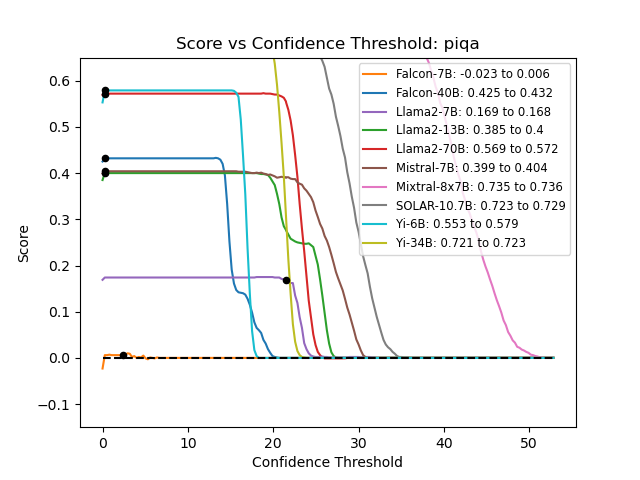 Score vs Confidence Threshold: piqa
Falcon-7B: -0.023 to 0.006
Falcon-40B: 0.425 to 0.432
Llama2-7B: 0.169 to 0.168
Llama2-13B: 0.385 to 0.4
Llama2-70B: 0.569 to 0.572
Mistral-7B: 0.399 to 0.404
Mixtral-8x7B: 0.735 to 0.736
SOLAR-10.7B: 0.723 to 0.729
Yi-6B: 0.553 to 0.579
Yi-34B: 0.721 to 0.723
Score
0.6
0.5
0.4
0.3
0.2
0.1
0.0
−0.1
0 10 20 30 40 50
Confidence Threshold